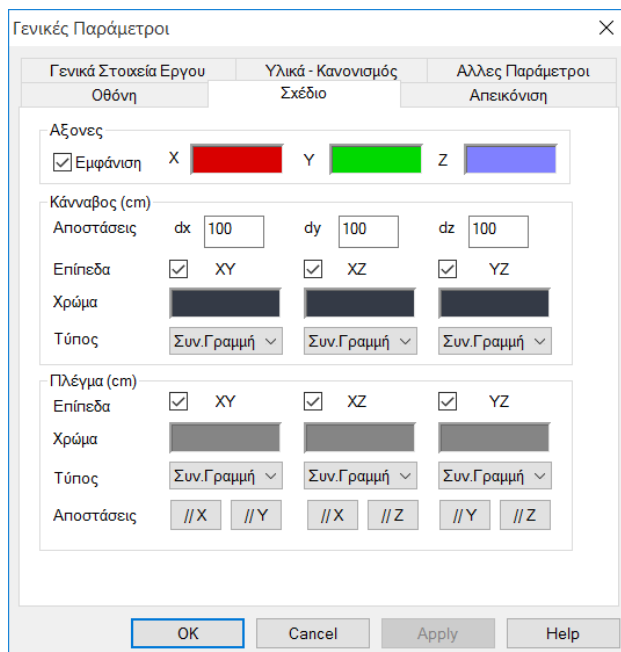 Γενικές Παράμετροι
Γενικά Στοιχεία Εργου Υλικά - Κανονισμός Αλλες Παράμετροι
Οθόνη Σχέδιο Απεικόνιση
Αξονες
Εμφάνιση X Y Z
Κάνναβος (cm)
Αποστάσεις dx 100 dy 100 dz 100
Επίπεδα XY XZ YZ
Χρώμα
Τύπος Συν.Γραμμή Συν.Γραμμή Συν.Γραμμή
Πλέγμα (cm)
Επίπεδα XY XZ YZ
Χρώμα
Τύπος Συν.Γραμμή Συν.Γραμμή Συν.Γραμμή
Αποστάσεις // X // Y // X // Z // Y // Z
OK Cancel Apply Help